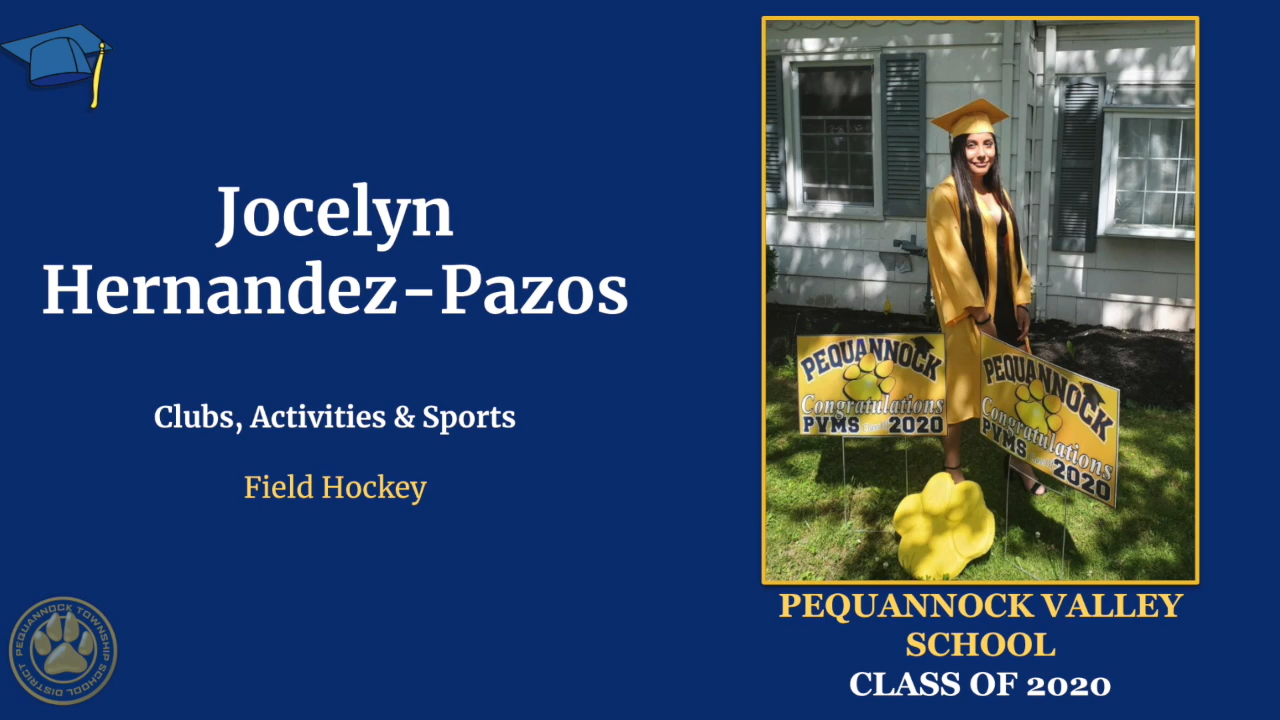 Jocelyn
Hernandez-Pazos
Clubs, Activities & Sports
Field Hockey
PEQUANNOCK TOWNSHIP SCHOOL DISTRICT
PEQUANNOCK
Congratulations
PVMS 2020
PEQUANNOCK
Congratulations
PVMS 2020
PEQUANNOCK VALLEY
SCHOOL
CLASS OF 2020